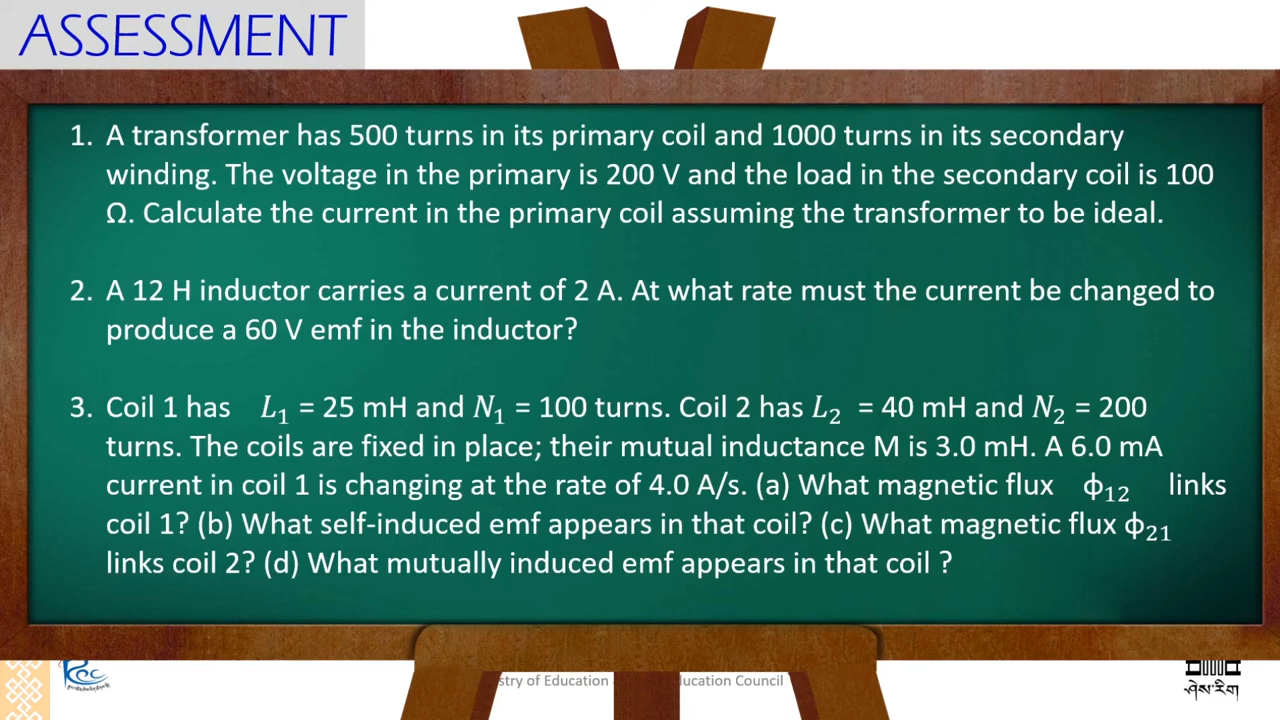 ASSESSMENT
1. A transformer has 500 turns in its primary coil and 1000 turns in its secondary
winding. The voltage in the primary is 200 V and the load in the secondary coil is 100
Ω. Calculate the current in the primary coil assuming the transformer to be ideal.
2. A 12 H inductor carries a current of 2 A. At what rate must the current be changed to
produce a 60 V emf in the inductor?
3. Coil 1 has L₁ = 25 mH and N₁ = 100 turns. Coil 2 has L₂ = 40 mH and N₂ = 200
turns. The coils are fixed in place; their mutual inductance M is 3.0 mH. A 6.0 mA
current in coil 1 is changing at the rate of 4.0 A/s. (a) What magnetic flux ϕ₁₂ links
coil 1? (b) What self-induced emf appears in that coil? (c) What magnetic flux ϕ₂₁
links coil 2? (d) What mutually induced emf appears in that coil ?
stry of Education ducation Council
ཤེས་རིག